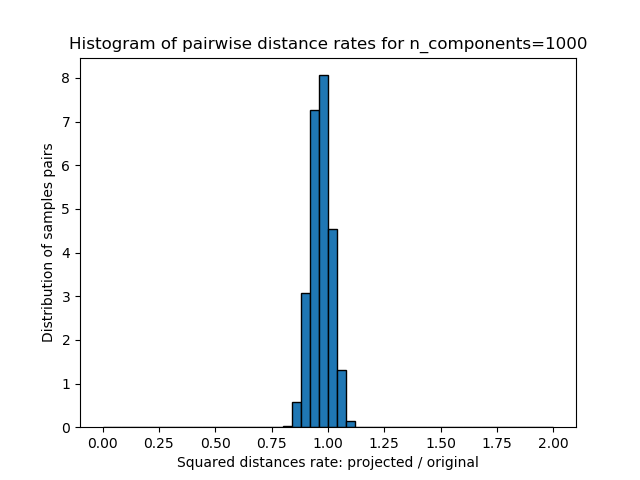 Histogram of pairwise distance rates for n_components=1000
8
7
6
5
4
3
2
1
0
Distribution of samples pairs
0.00 0.25 0.50 0.75 1.00 1.25 1.50 1.75 2.00
Squared distances rate: projected / original